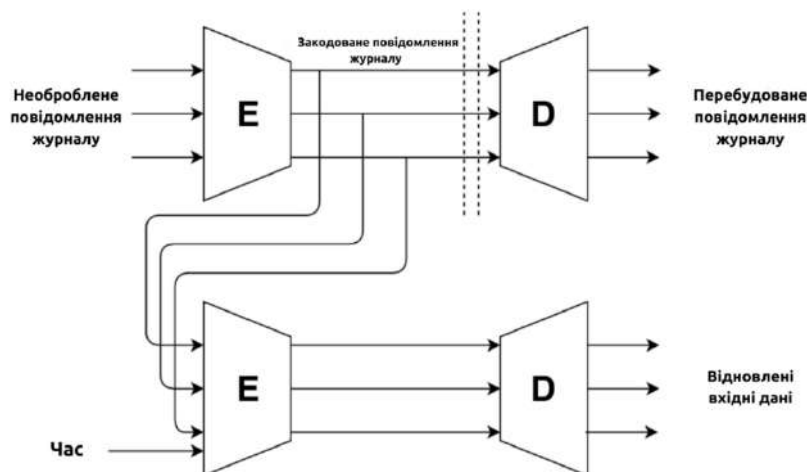 Закодоване повідомлення
журналу
Необроблене
повідомлення
журналу
E
D
Перебудоване
повідомлення
журналу
E
D
Відновлені
вхідні дані
Час